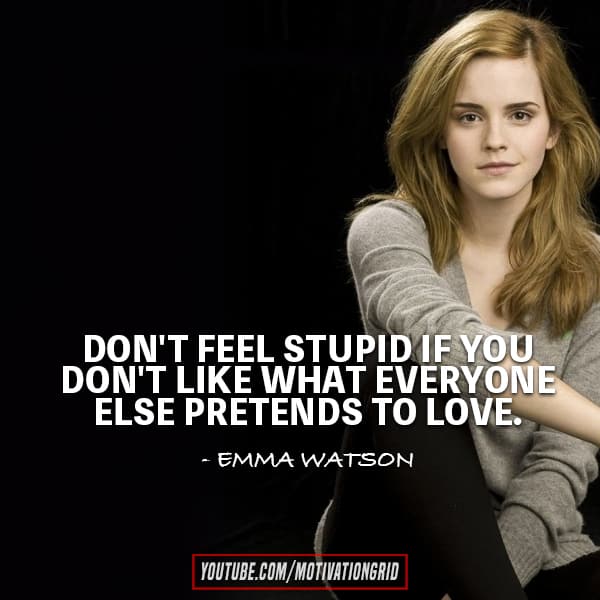 DON'T FEEL STUPID IF YOU
DON'T LIKE WHAT EVERYONE
ELSE PRETENDS TO LOVE.
- EMMA WATSON
YOUTUBE.COM/MOTIVATIONGRID